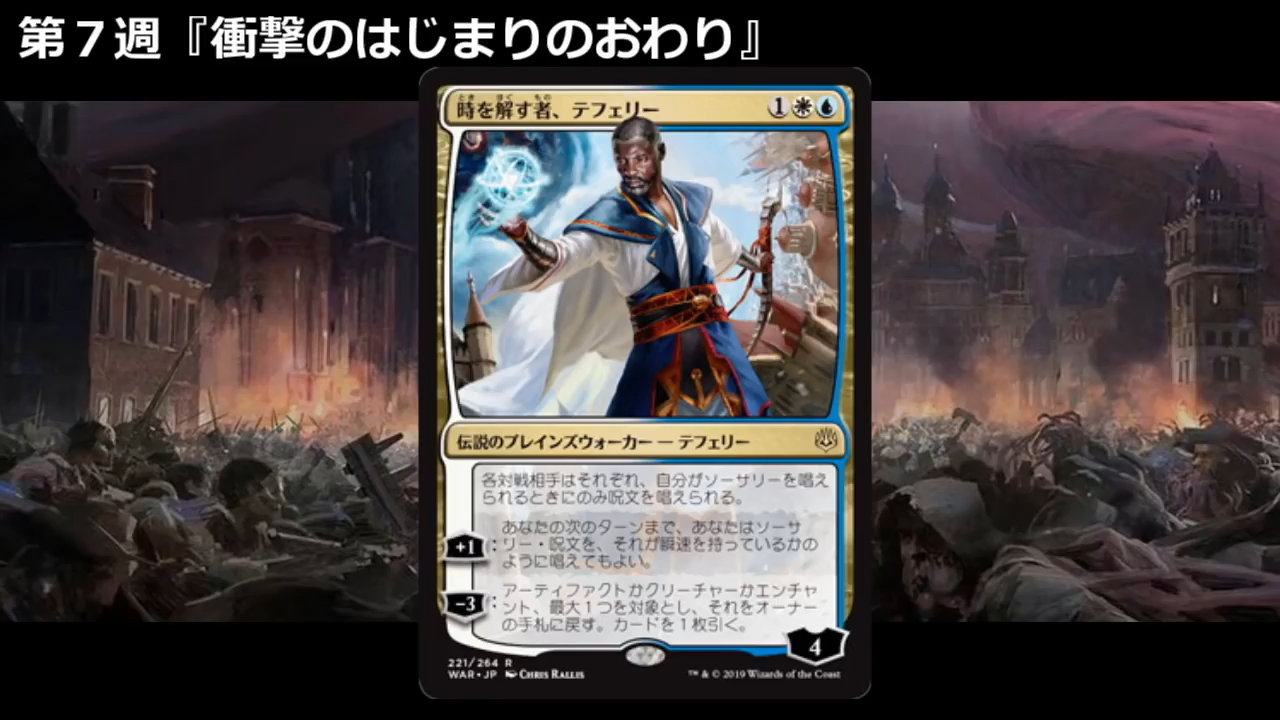 第７週『衝撃のはじまりのおわり』
時を解す者、テフェリー
1
伝説のプレインズウォーカー ― テフェリー
各対戦相手はそれぞれ、自分がソーサリーを唱え
られるときにのみ呪文を唱えられる。
+1 : あなたの次のターンまで、あなたはソーサ
リー・呪文を、それが瞬速を持っているかの
ように唱えてもよい。
-3 : アーティファクトかクリーチャーかエンチャ
ント、最大１つを対象とし、それをオーナー
の手札に戻す。カードを１枚引く。
4
221/264 R
WAR • JP CHRIS RALLIS
™ & © 2019 Wizards of the Coast